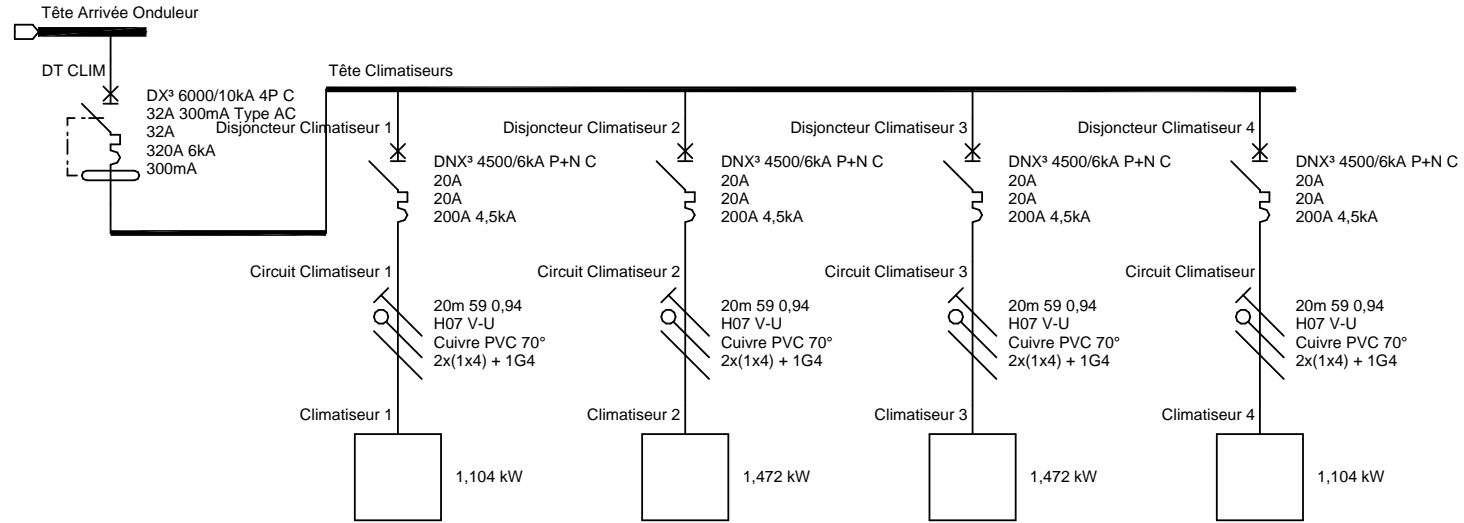 Tête Arrivée Onduleur
DT CLIM
DX³ 6000/10kA 4P C
32A 300mA Type AC
32A
320A 6kA
300mA
Tête Climatiseurs
Disjoncteur Climatiseur 1
DNX³ 4500/6kA P+N C
20A
20A
200A 4,5kA
Circuit Climatiseur 1
20m 59 0,94
H07 V-U
Cuivre PVC 70°
2x(1x4) + 1G4
Climatiseur 1
1,104 kW
Disjoncteur Climatiseur 2
DNX³ 4500/6kA P+N C
20A
20A
200A 4,5kA
Circuit Climatiseur 2
20m 59 0,94
H07 V-U
Cuivre PVC 70°
2x(1x4) + 1G4
Climatiseur 2
1,472 kW
Disjoncteur Climatiseur 3
DNX³ 4500/6kA P+N C
20A
20A
200A 4,5kA
Circuit Climatiseur 3
20m 59 0,94
H07 V-U
Cuivre PVC 70°
2x(1x4) + 1G4
Climatiseur 3
1,472 kW
Disjoncteur Climatiseur 4
DNX³ 4500/6kA P+N C
20A
20A
200A 4,5kA
Circuit Climatiseur
20m 59 0,94
H07 V-U
Cuivre PVC 70°
2x(1x4) + 1G4
Climatiseur 4
1,104 kW